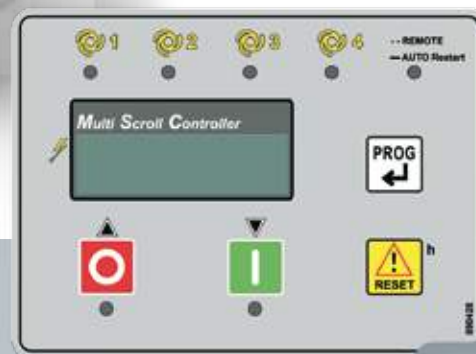 1 2 3 4 -- REMOTE
— AUTO Restart
Multi Scroll Controller
PROG
h
RESET